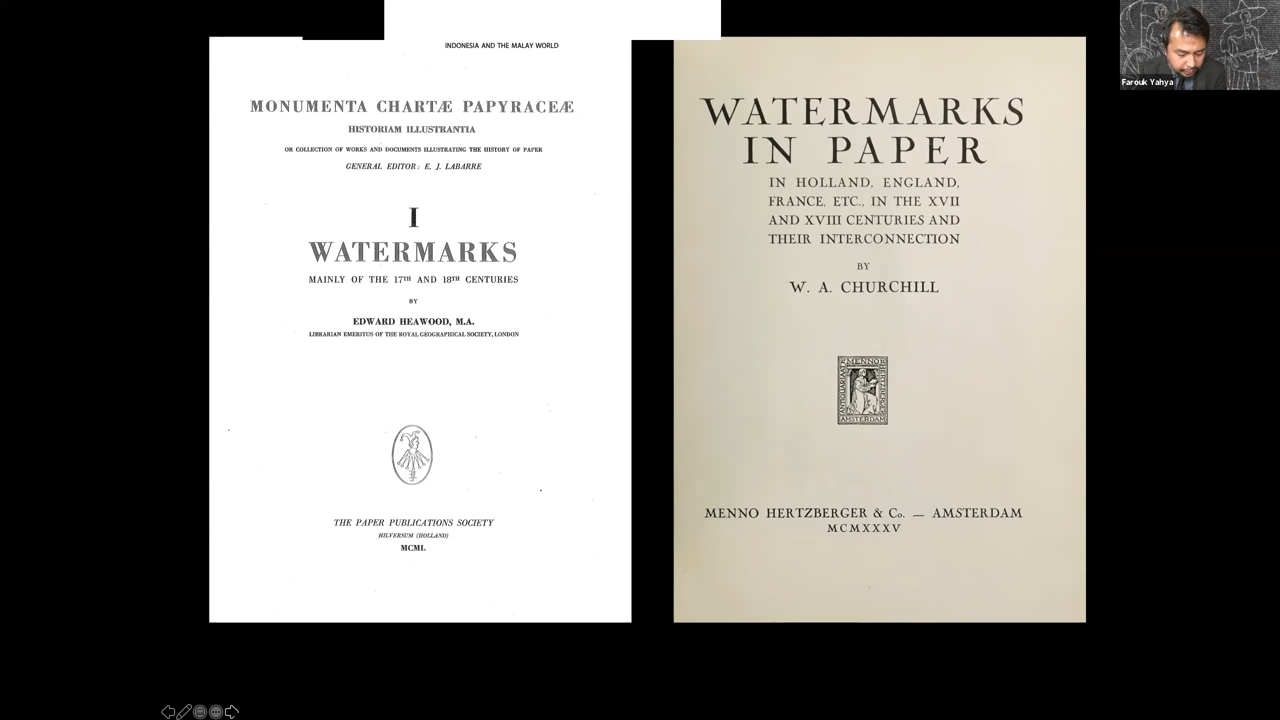 INDONESIA AND THE MALAY WORLD
MONUMENTA CHARTÆ PAPYRACEÆ
HISTORIAM ILLUSTRANTIA
OR COLLECTION OF WORKS AND DOCUMENTS ILLUSTRATING THE HISTORY OF PAPER
GENERAL EDITOR: E. J. LABARRE
I
WATERMARKS
MAINLY OF THE 17TH AND 18TH CENTURIES
BY
EDWARD HEAWOOD, M.A.
LIBRARIAN EMERITUS OF THE ROYAL GEOGRAPHICAL SOCIETY, LONDON
THE PAPER PUBLICATIONS SOCIETY
HILVERSUM (HOLLAND)
MCML
WATERMARKS
IN PAPER
IN HOLLAND, ENGLAND,
FRANCE, ETC., IN THE XVII
AND XVIII CENTURIES AND
THEIR INTERCONNECTION
BY
W. A. CHURCHILL
MENNO
HERTZBERGER
AMSTERDAM
ANTIQUARIAAT
MENNO HERTZBERGER & Co. — AMSTERDAM
MCMXXXV
Farouk Yahya